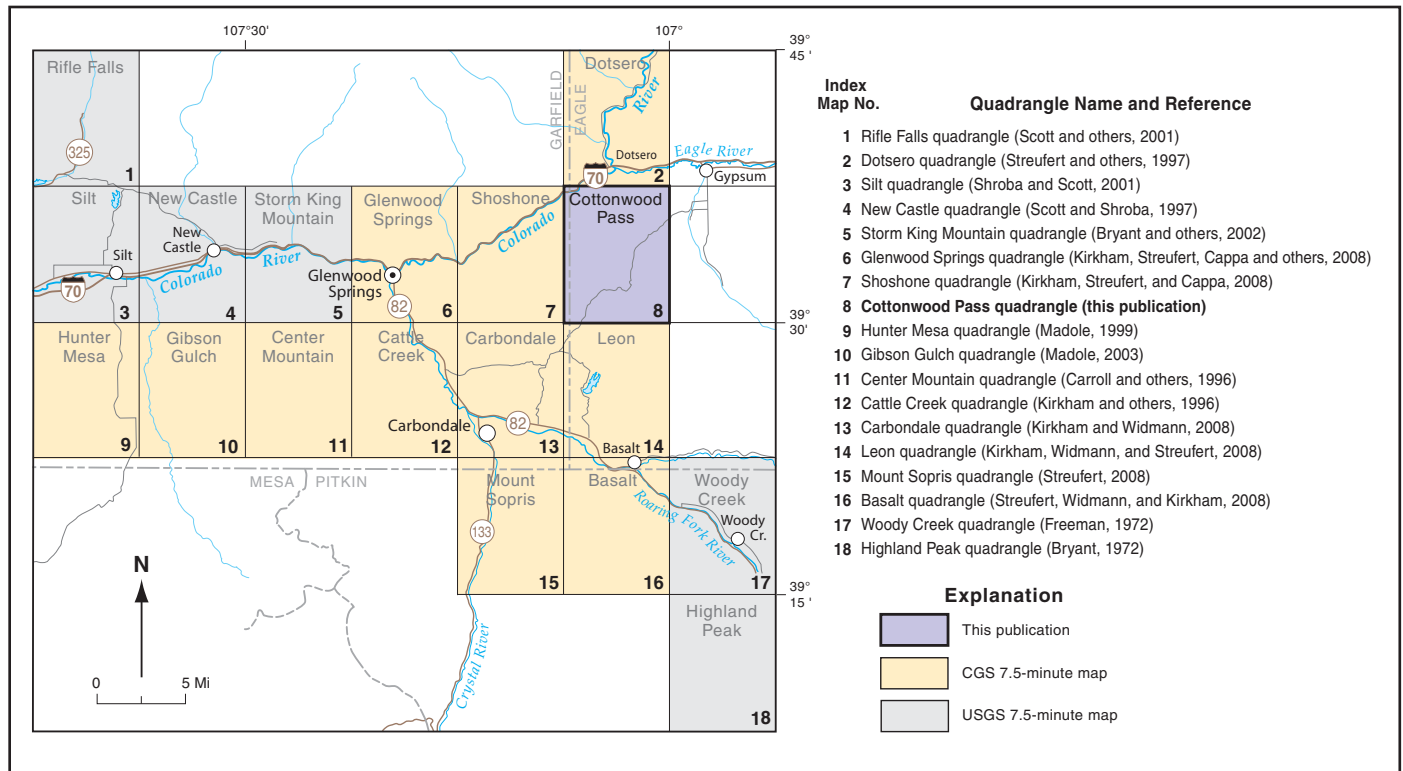 107°30'
107°
39°
45 '
Rifle Falls
325
1
GARFIELD
EAGLE
Dotsero
River
Dotsero
Eagle River
70
2
Gypsum
Silt
New Castle
Storm King
Mountain
Glenwood
Springs
Shoshone
Cottonwood
Pass
New
Castle
Silt
River
Colorado
Colorado
Glenwood
Springs
70
82
3
4
5
6
7
8
39°
30'
Hunter
Mesa
Gibson
Gulch
Center
Mountain
Cattle
Creek
Carbondale
Leon
Carbondale
82
Basalt
9
10
11
12
13
14
MESA
PITKIN
Mount
Sopris
Basalt
Woody
Creek
Roaring Fork River
Woody
Cr.
133
15
16
17
39°
15 '
N
0
5 Mi
Crystal River
Highland
Peak
18
Index
Map No.
Quadrangle Name and Reference
1 Rifle Falls quadrangle (Scott and others, 2001)
2 Dotsero quadrangle (Streufert and others, 1997)
3 Silt quadrangle (Shroba and Scott, 2001)
4 New Castle quadrangle (Scott and Shroba, 1997)
5 Storm King Mountain quadrangle (Bryant and others, 2002)
6 Glenwood Springs quadrangle (Kirkham, Streufert, Cappa and others, 2008)
7 Shoshone quadrangle (Kirkham, Streufert, and Cappa, 2008)
8 Cottonwood Pass quadrangle (this publication)
9 Hunter Mesa quadrangle (Madole, 1999)
10 Gibson Gulch quadrangle (Madole, 2003)
11 Center Mountain quadrangle (Carroll and others, 1996)
12 Cattle Creek quadrangle (Kirkham and others, 1996)
13 Carbondale quadrangle (Kirkham and Widmann, 2008)
14 Leon quadrangle (Kirkham, Widmann, and Streufert, 2008)
15 Mount Sopris quadrangle (Streufert, 2008)
16 Basalt quadrangle (Streufert, Widmann, and Kirkham, 2008)
17 Woody Creek quadrangle (Freeman, 1972)
18 Highland Peak quadrangle (Bryant, 1972)
Explanation
This publication
CGS 7.5-minute map
USGS 7.5-minute map